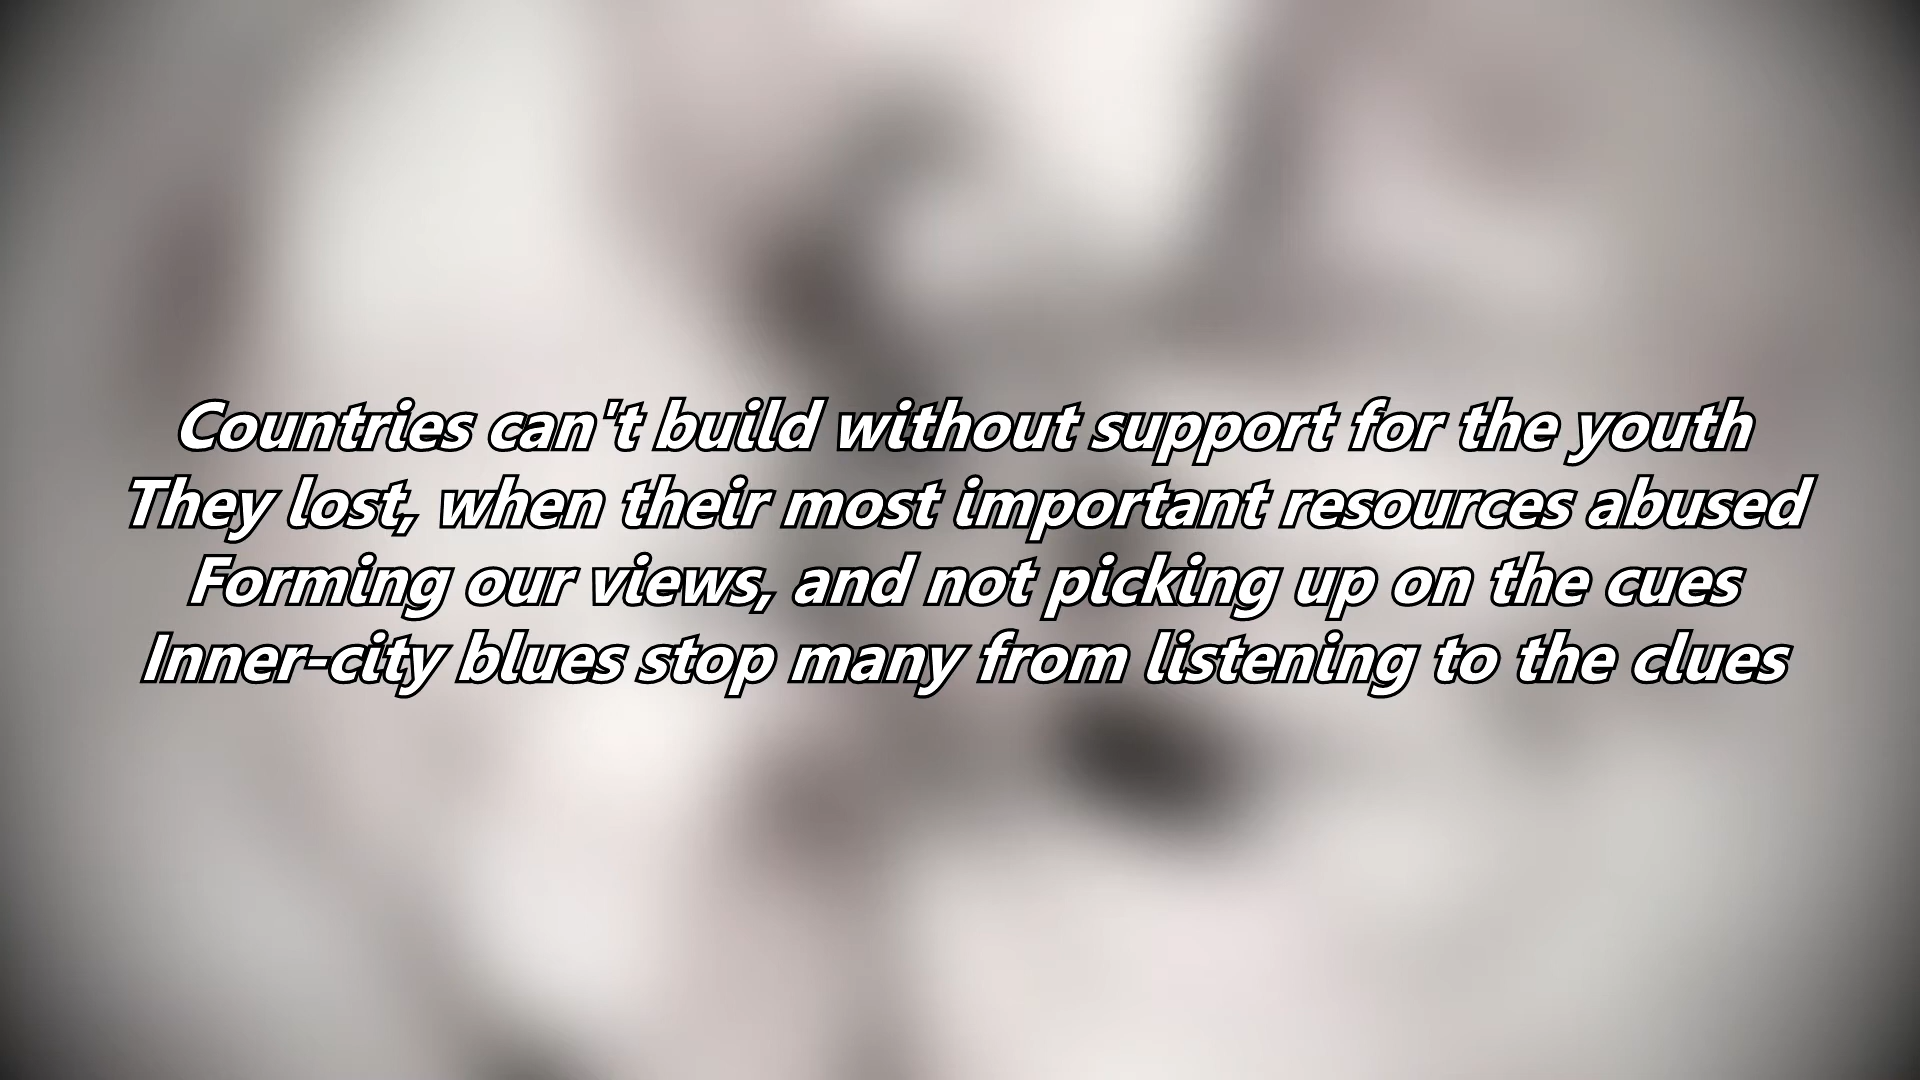 Countries can't build without support for the youth
They lost, when their most important resources abused
Forming our views, and not picking up on the cues
Inner-city blues stop many from listening to the clues